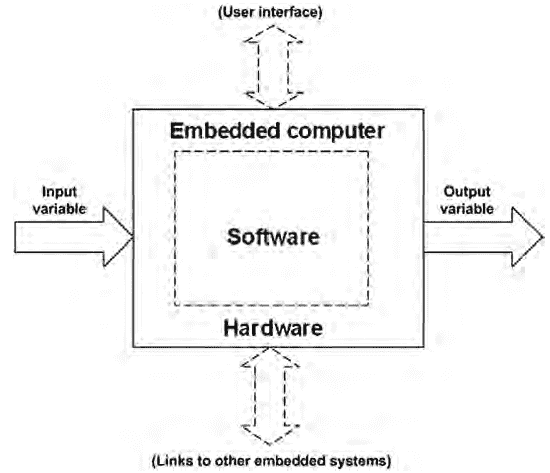 (User interface)
Embedded computer
Input
variable
Output
variable
Software
Hardware
(Links to other embedded systems)